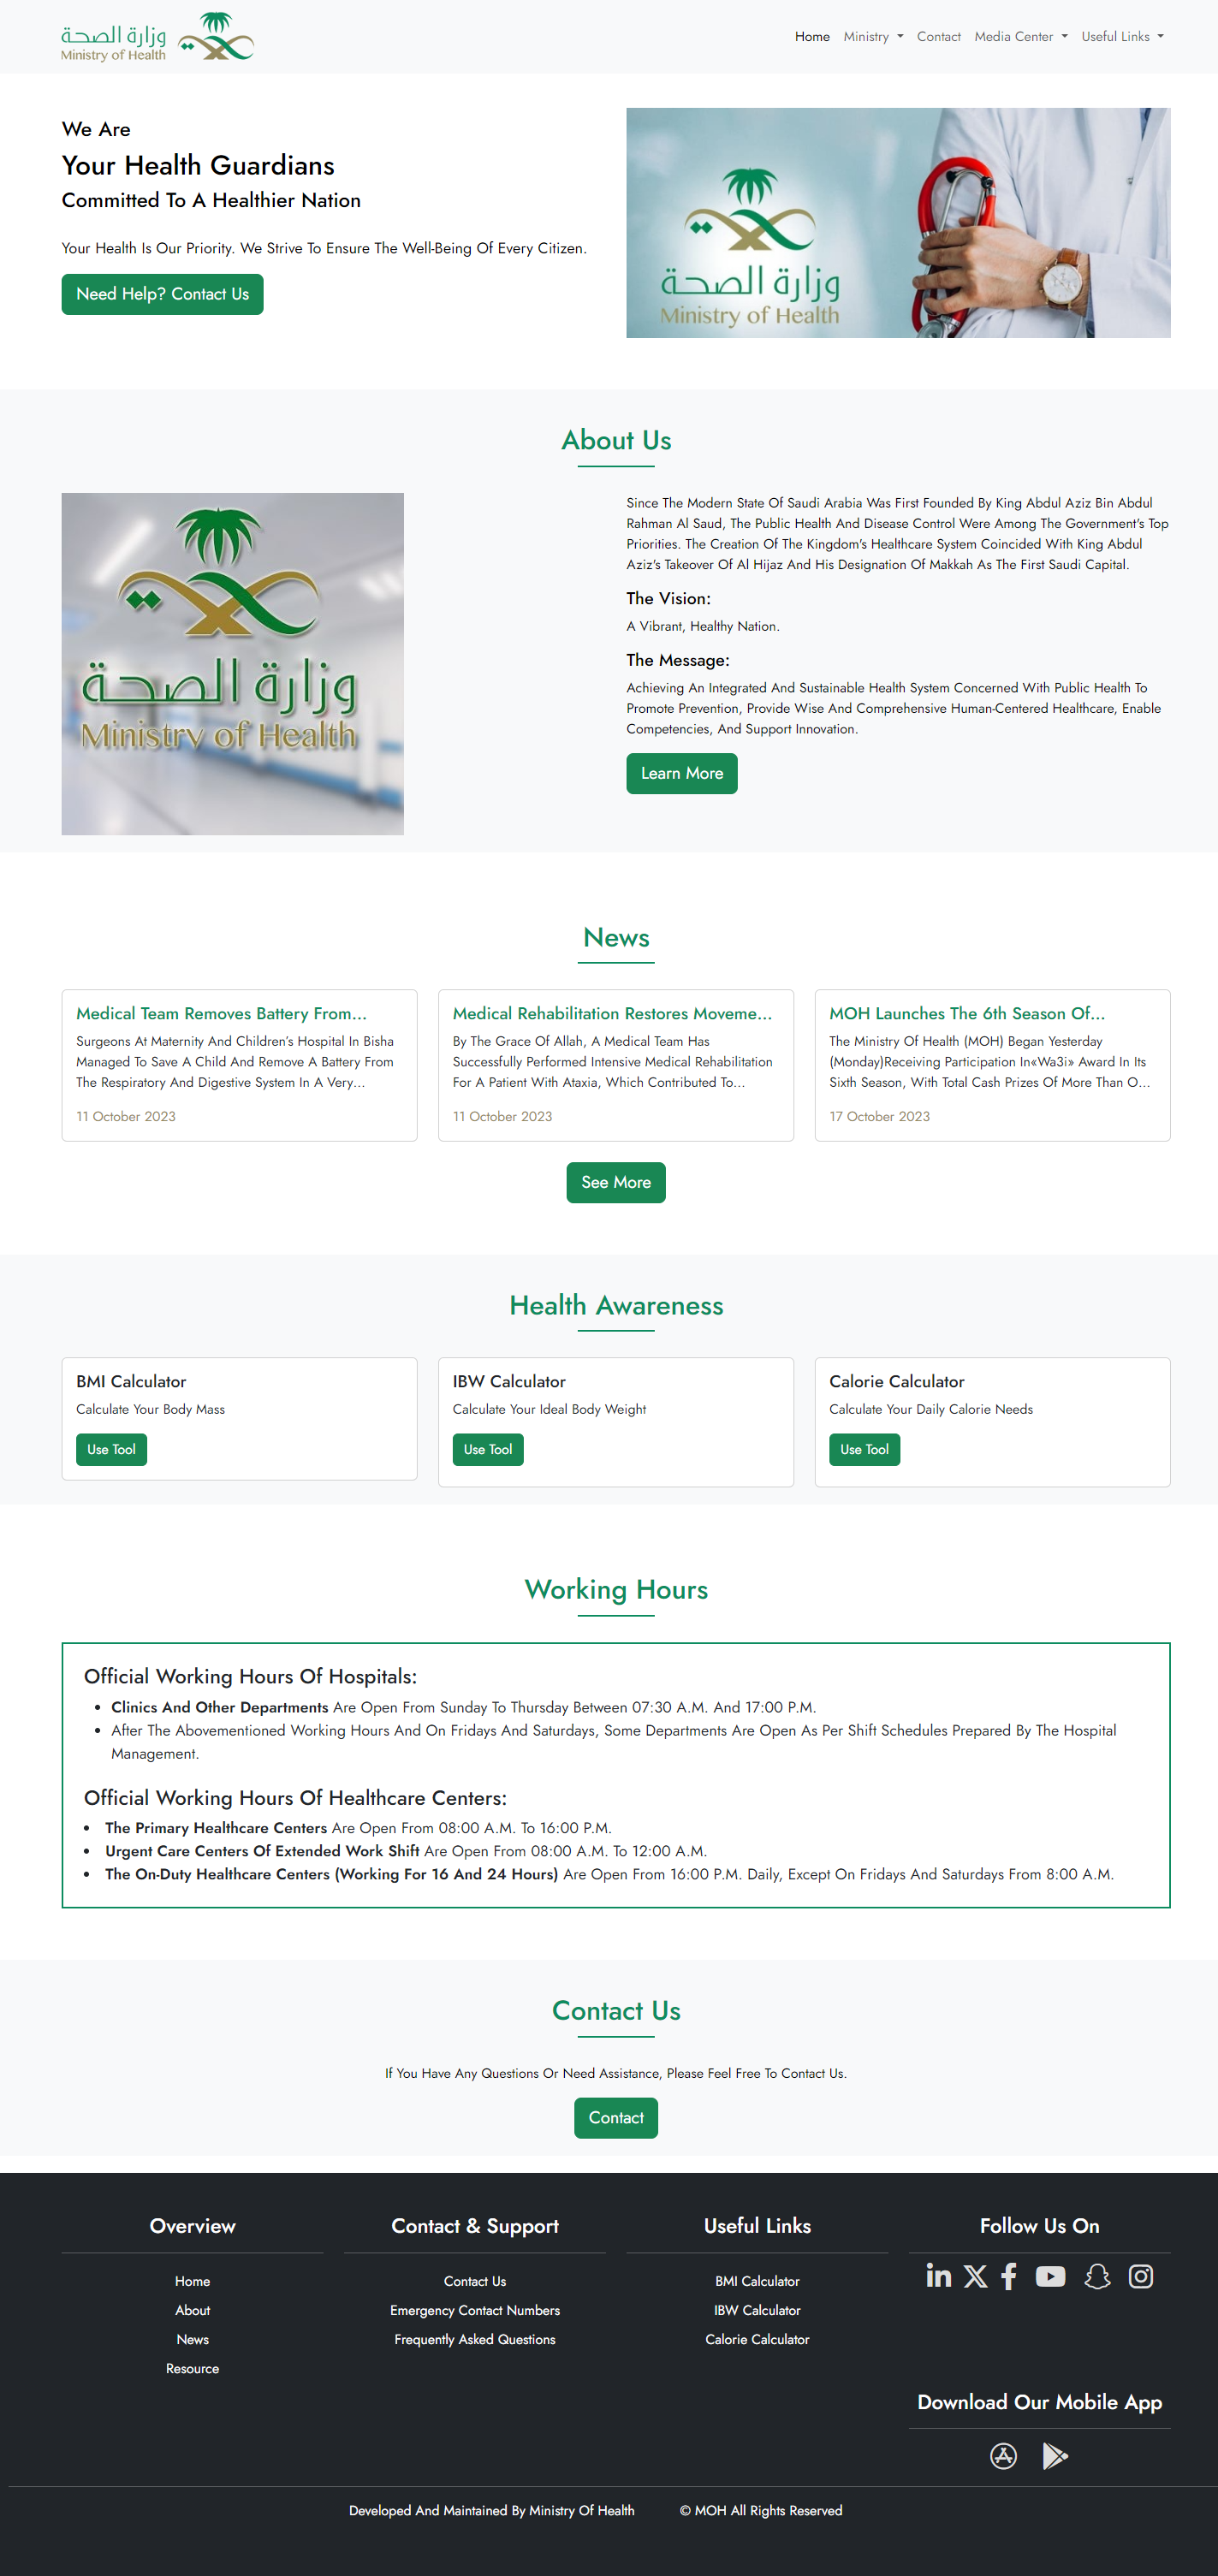 وزارة الصحة
Ministry of Health
Home Ministry Contact Media Center Useful Links
We Are
Your Health Guardians
Committed To A Healthier Nation
Your Health Is Our Priority. We Strive To Ensure The Well-Being Of Every Citizen.
Need Help? Contact Us
وزارة الصحة
Ministry of Health
About Us
وزارة الصحة
Ministry of Health
Since The Modern State Of Saudi Arabia Was First Founded By King Abdul Aziz Bin Abdul
Rahman Al Saud, The Public Health And Disease Control Were Among The Government's Top
Priorities. The Creation Of The Kingdom's Healthcare System Coincided With King Abdul
Aziz's Takeover Of Al Hijaz And His Designation Of Makkah As The First Saudi Capital.
The Vision:
A Vibrant, Healthy Nation.
The Message:
Achieving An Integrated And Sustainable Health System Concerned With Public Health To
Promote Prevention, Provide Wise And Comprehensive Human-Centered Healthcare, Enable
Competencies, And Support Innovation.
Learn More
News
Medical Team Removes Battery From...
Surgeons At Maternity And Children's Hospital In Bisha
Managed To Save A Child And Remove A Battery From
The Respiratory And Digestive System In A Very...
11 October 2023
Medical Rehabilitation Restores Moveme...
By The Grace Of Allah, A Medical Team Has
Successfully Performed Intensive Medical Rehabilitation
For A Patient With Ataxia, Which Contributed To...
11 October 2023
MOH Launches The 6th Season Of...
The Ministry Of Health (MOH) Began Yesterday
(Monday)Receiving Participation In«Wa3i» Award In Its
Sixth Season, With Total Cash Prizes Of More Than O...
17 October 2023
See More
Health Awareness
BMI Calculator
Calculate Your Body Mass
Use Tool
IBW Calculator
Calculate Your Ideal Body Weight
Use Tool
Calorie Calculator
Calculate Your Daily Calorie Needs
Use Tool
Working Hours
Official Working Hours Of Hospitals:
• Clinics And Other Departments Are Open From Sunday To Thursday Between 07:30 A.M. And 17:00 P.M.
• After The Abovementioned Working Hours And On Fridays And Saturdays, Some Departments Are Open As Per Shift Schedules Prepared By The Hospital
Management.
Official Working Hours Of Healthcare Centers:
• The Primary Healthcare Centers Are Open From 08:00 A.M. To 16:00 P.M.
• Urgent Care Centers Of Extended Work Shift Are Open From 08:00 A.M. To 12:00 A.M.
• The On-Duty Healthcare Centers (Working For 16 And 24 Hours) Are Open From 16:00 P.M. Daily, Except On Fridays And Saturdays From 8:00 A.M.
Contact Us
If You Have Any Questions Or Need Assistance, Please Feel Free To Contact Us.
Contact
Overview
Home
About
News
Resource
Contact & Support
Contact Us
Emergency Contact Numbers
Frequently Asked Questions
Useful Links
BMI Calculator
IBW Calculator
Calorie Calculator
Follow Us On
Download Our Mobile App
Developed And Maintained By Ministry Of Health © MOH All Rights Reserved